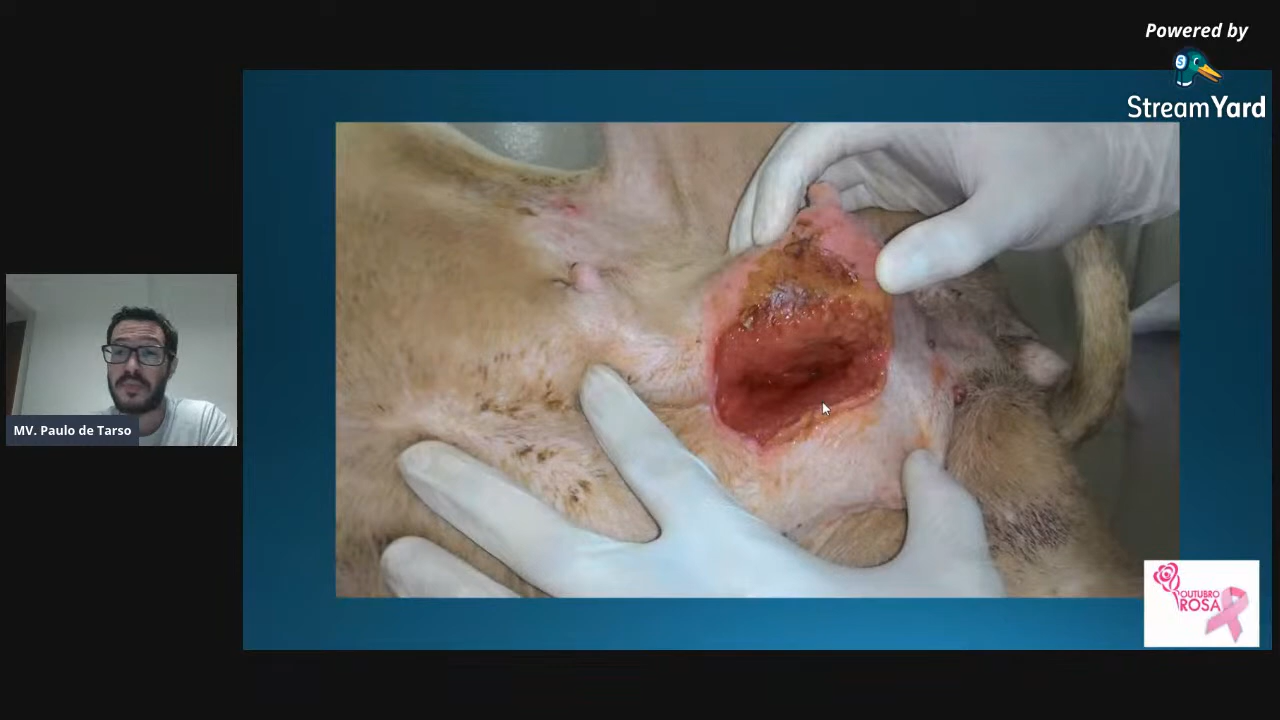 Powered by
StreamYard
MV. Paulo de Tarso
OUTUBRO
ROSA